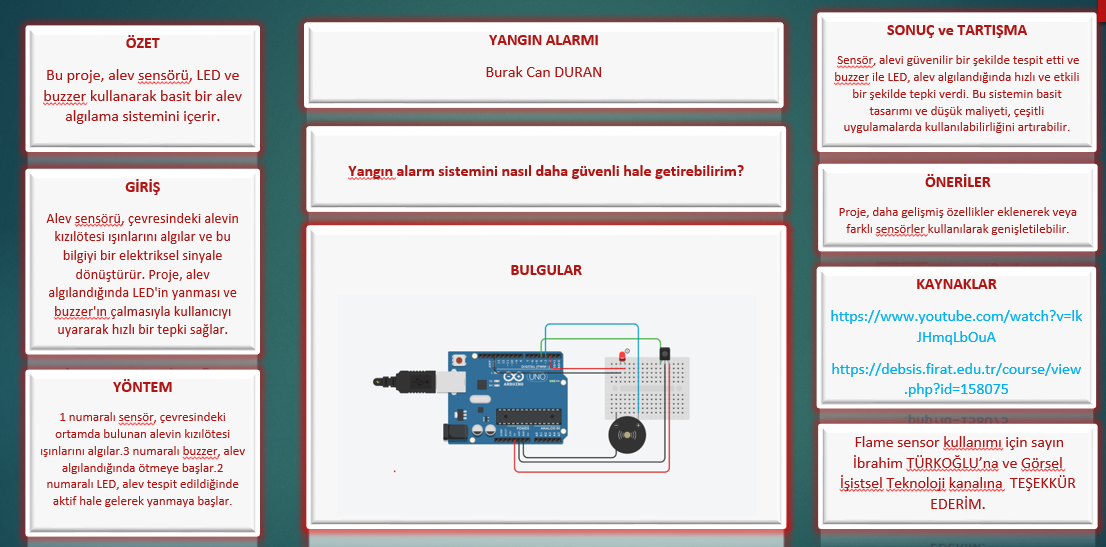 ÖZET
Bu proje, alev sensörü, LED ve
buzzer kullanarak basit bir alev
algılama sistemini içerir.
GİRİŞ
Alev sensörü, çevresindeki alevin
kızılötesi ışınlarını algılar ve bu
bilgiyi bir elektriksel sinyale
dönüştürür. Proje, alev
algılandığında LED'in yanması ve
buzzer'ın çalmasıyla kullanıcıyı
uyararak hızlı bir tepki sağlar.
YÖNTEM
1 numaralı sensör, çevresindeki
ortamda bulunan alevin kızılötesi
ışınlarını algılar.3 numaralı buzzer, alev
algılandığında ötmeye başlar.2
numaralı LED, alev tespit edildiğinde
aktif hale gelerek yanmaya başlar.
YANGIN ALARMI
Burak Can DURAN
Yangın alarm sistemini nasıl daha güvenli hale getirebilirim?
BULGULAR
ARDUINO
UNO
SONUÇ ve TARTIŞMA
Sensör, alevi güvenilir bir şekilde tespit etti ve
buzzer ile LED, alev algılandığında hızlı ve etkili
bir şekilde tepki verdi. Bu sistemin basit
tasarımı ve düşük maliyeti, çeşitli
uygulamalarda kullanılabilirliğini artırabilir.
ÖNERİLER
Proje, daha gelişmiş özellikler eklenerek veya
farklı sensörler kullanılarak genişletilebilir.
KAYNAKLAR
https://www.youtube.com/watch?v=lk
JHmqLbOuA
https://debsis.firat.edu.tr/course/view
.php?id=158075
Flame sensor kullanımı için sayın
İbrahim TÜRKOĞLU'na ve Görsel
İşistsel Teknoloji kanalına TEŞEKKÜR
EDERİM.